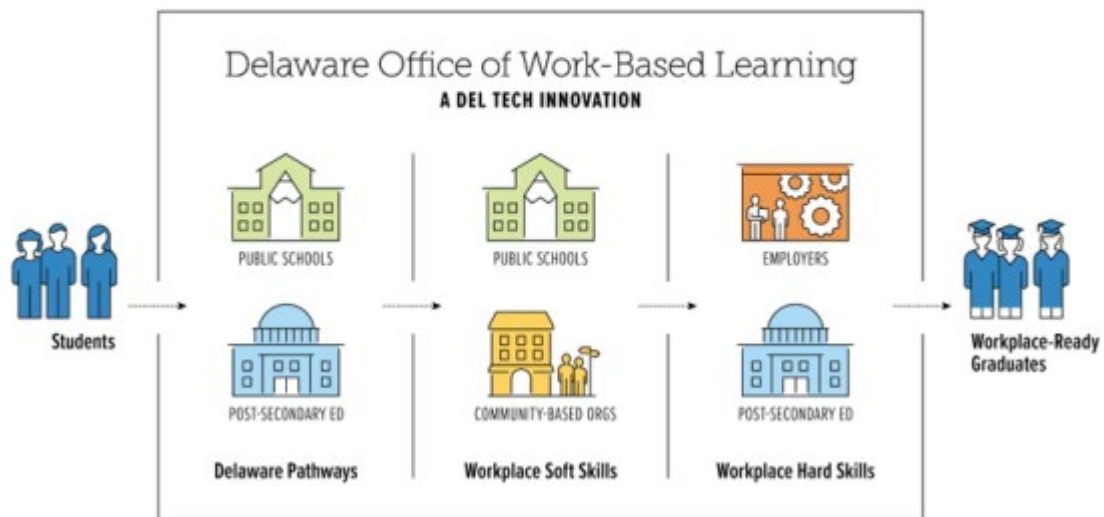 Delaware Office of Work-Based Learning
A DEL TECH INNOVATION
PUBLIC SCHOOLS
PUBLIC SCHOOLS
EMPLOYERS
Students
POST-SECONDARY ED
COMMUNITY-BASED ORGS
POST-SECONDARY ED
Workplace-Ready
Graduates
Delaware Pathways
Workplace Soft Skills
Workplace Hard Skills